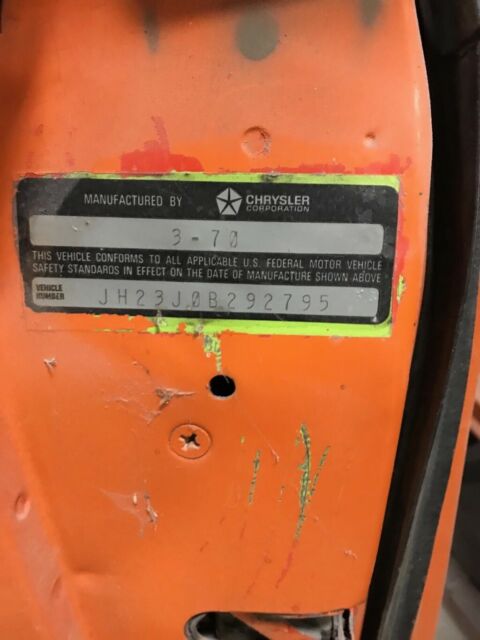 MANUFACTURED BY CHRYSLER CORPORATION
3-70
THIS VEHICLE CONFORMS TO ALL APPLICABLE U.S. FEDERAL MOTOR VEHICLE
SAFETY STANDARDS IN EFFECT ON THE DATE OF MANUFACTURE SHOWN ABOVE
VEHICLE NUMBER JH23J0B292795